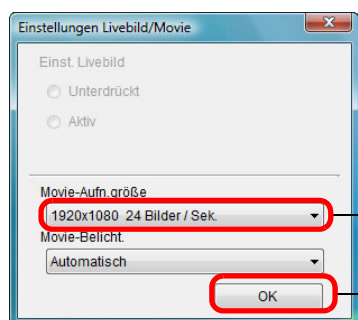 Einstellungen Livebild/Movie
Einst. Livebild
Unterdrückt
Aktiv
Movie-Aufn.größe
1920x1080 24 Bilder / Sek.
Movie-Belicht.
Automatisch
OK